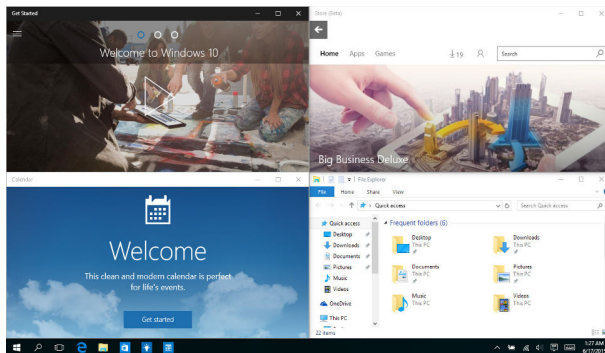 Get Started
Welcome to Windows 10
Store (Beta)
Home Apps Games
19
Search
Big Business Deluxe
Calendar
Welcome
This clean and modern calendar is perfect
for life's events.
Get started
File Explorer
File Home Share View
Quick access
Search Quick access
Quick access
Desktop
Downloads
Documents
Pictures
Music
Videos
OneDrive
This PC
Frequent folders (6)
Desktop
This PC
Downloads
This PC
Documents
This PC
Pictures
This PC
Music
This PC
Videos
This PC
22 items
1:27 AM
6/17/201